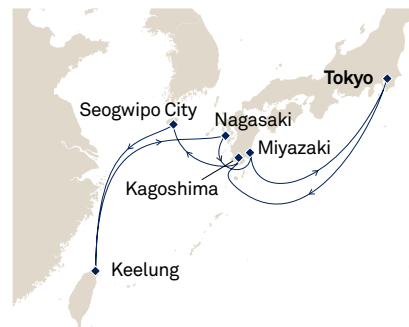 Tokyo
Seogwipo City
Nagasaki
Miyazaki
Kagoshima
Keelung